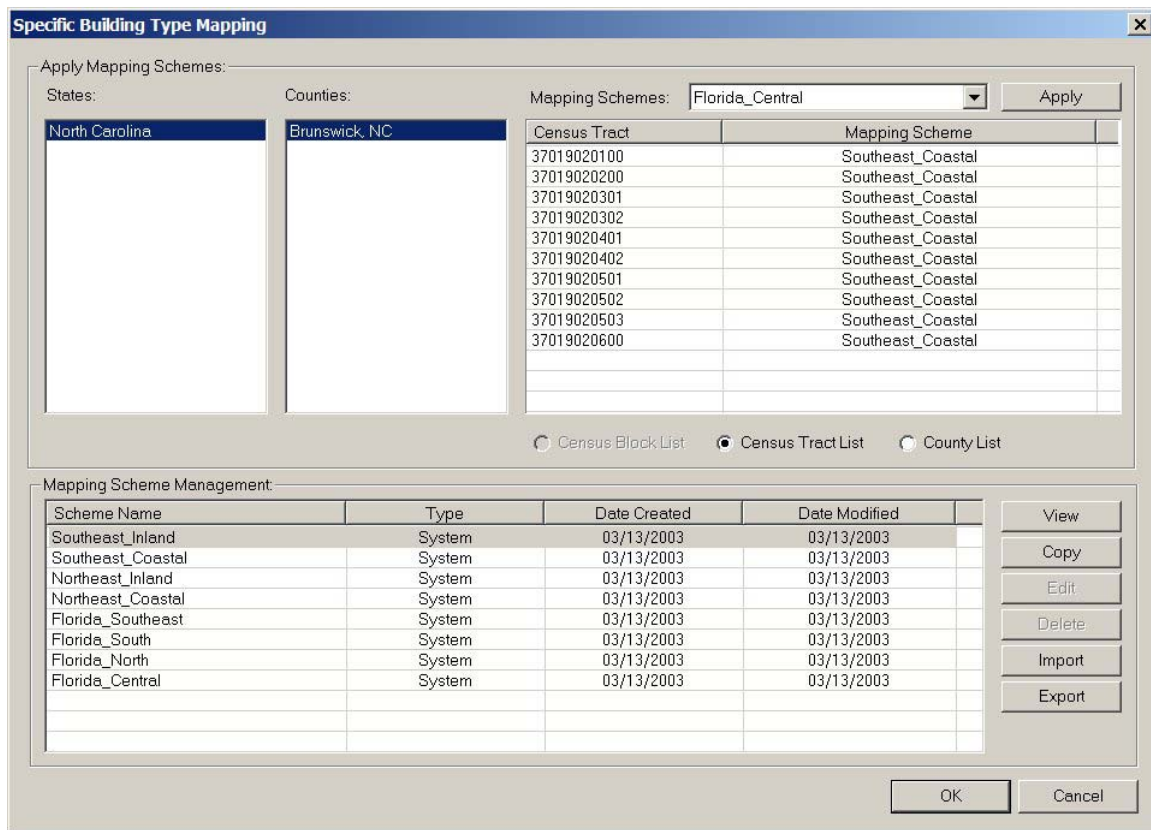 Specific Building Type Mapping
Apply Mapping Schemes:
States:
Counties:
Mapping Schemes:
Florida_Central
Apply
North Carolina
Brunswick, NC
Census Tract Mapping Scheme
37019020100 Southeast_Coastal
37019020200 Southeast_Coastal
37019020301 Southeast_Coastal
37019020302 Southeast_Coastal
37019020401 Southeast_Coastal
37019020402 Southeast_Coastal
37019020501 Southeast_Coastal
37019020502 Southeast_Coastal
37019020503 Southeast_Coastal
37019020600 Southeast_Coastal
Census Block List Census Tract List County List
Mapping Scheme Management:
Scheme Name Type Date Created Date Modified
Southeast_Inland System 03/13/2003 03/13/2003
Southeast_Coastal System 03/13/2003 03/13/2003
Northeast_Inland System 03/13/2003 03/13/2003
Northeast_Coastal System 03/13/2003 03/13/2003
Florida_Southeast System 03/13/2003 03/13/2003
Florida_South System 03/13/2003 03/13/2003
Florida_North System 03/13/2003 03/13/2003
Florida_Central System 03/13/2003 03/13/2003
View
Copy
Edit
Delete
Import
Export
OK Cancel